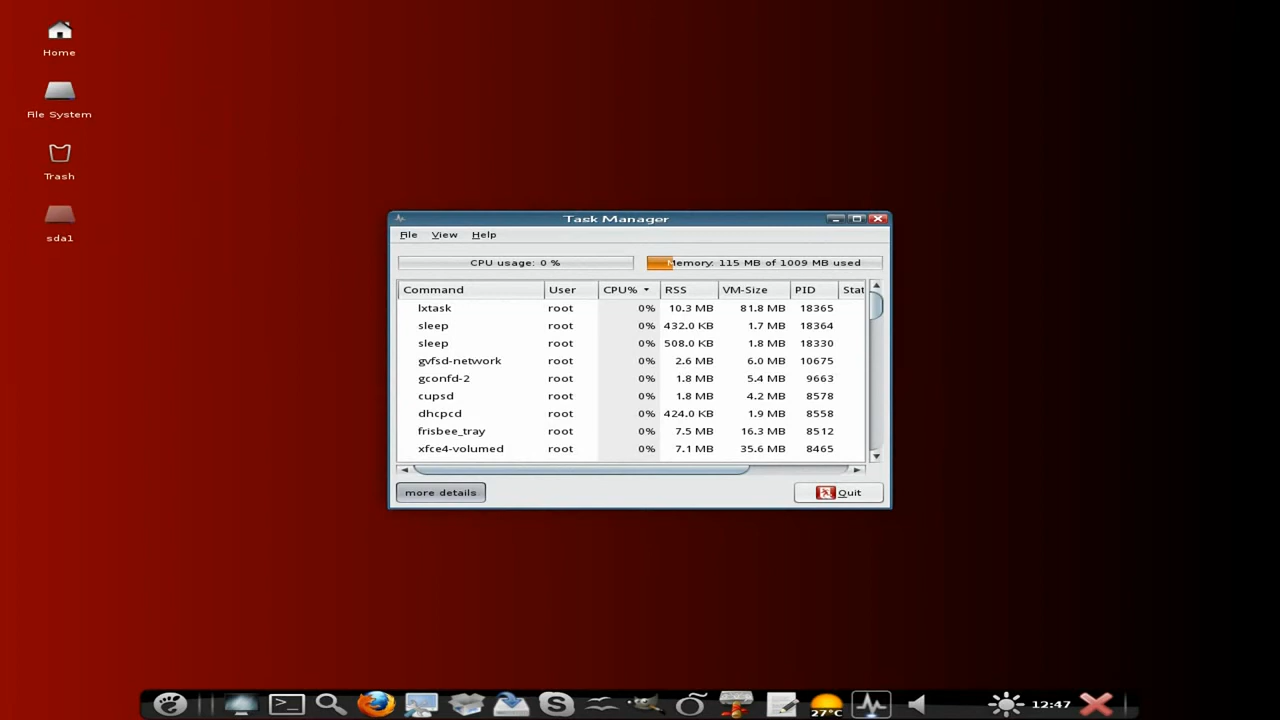 Home
File System
Trash
sda1
Task Manager
File View Help
CPU usage: 0 %
Memory: 115 MB of 1009 MB used
Command User CPU% RSS VM-Size PID Stat
lxtask root 0% 10.3 MB 81.8 MB 18365
sleep root 0% 432.0 KB 1.7 MB 18364
sleep root 0% 508.0 KB 1.8 MB 18330
gvfsd-network root 0% 2.6 MB 6.0 MB 10675
gconfd-2 root 0% 1.8 MB 5.4 MB 9663
cupsd root 0% 1.8 MB 4.2 MB 8578
dhcpcd root 0% 424.0 KB 1.9 MB 8558
frisbee_tray root 0% 7.5 MB 16.3 MB 8512
xfce4-volumed root 0% 7.1 MB 35.6 MB 8465
more details
Quit
27°C
12:47